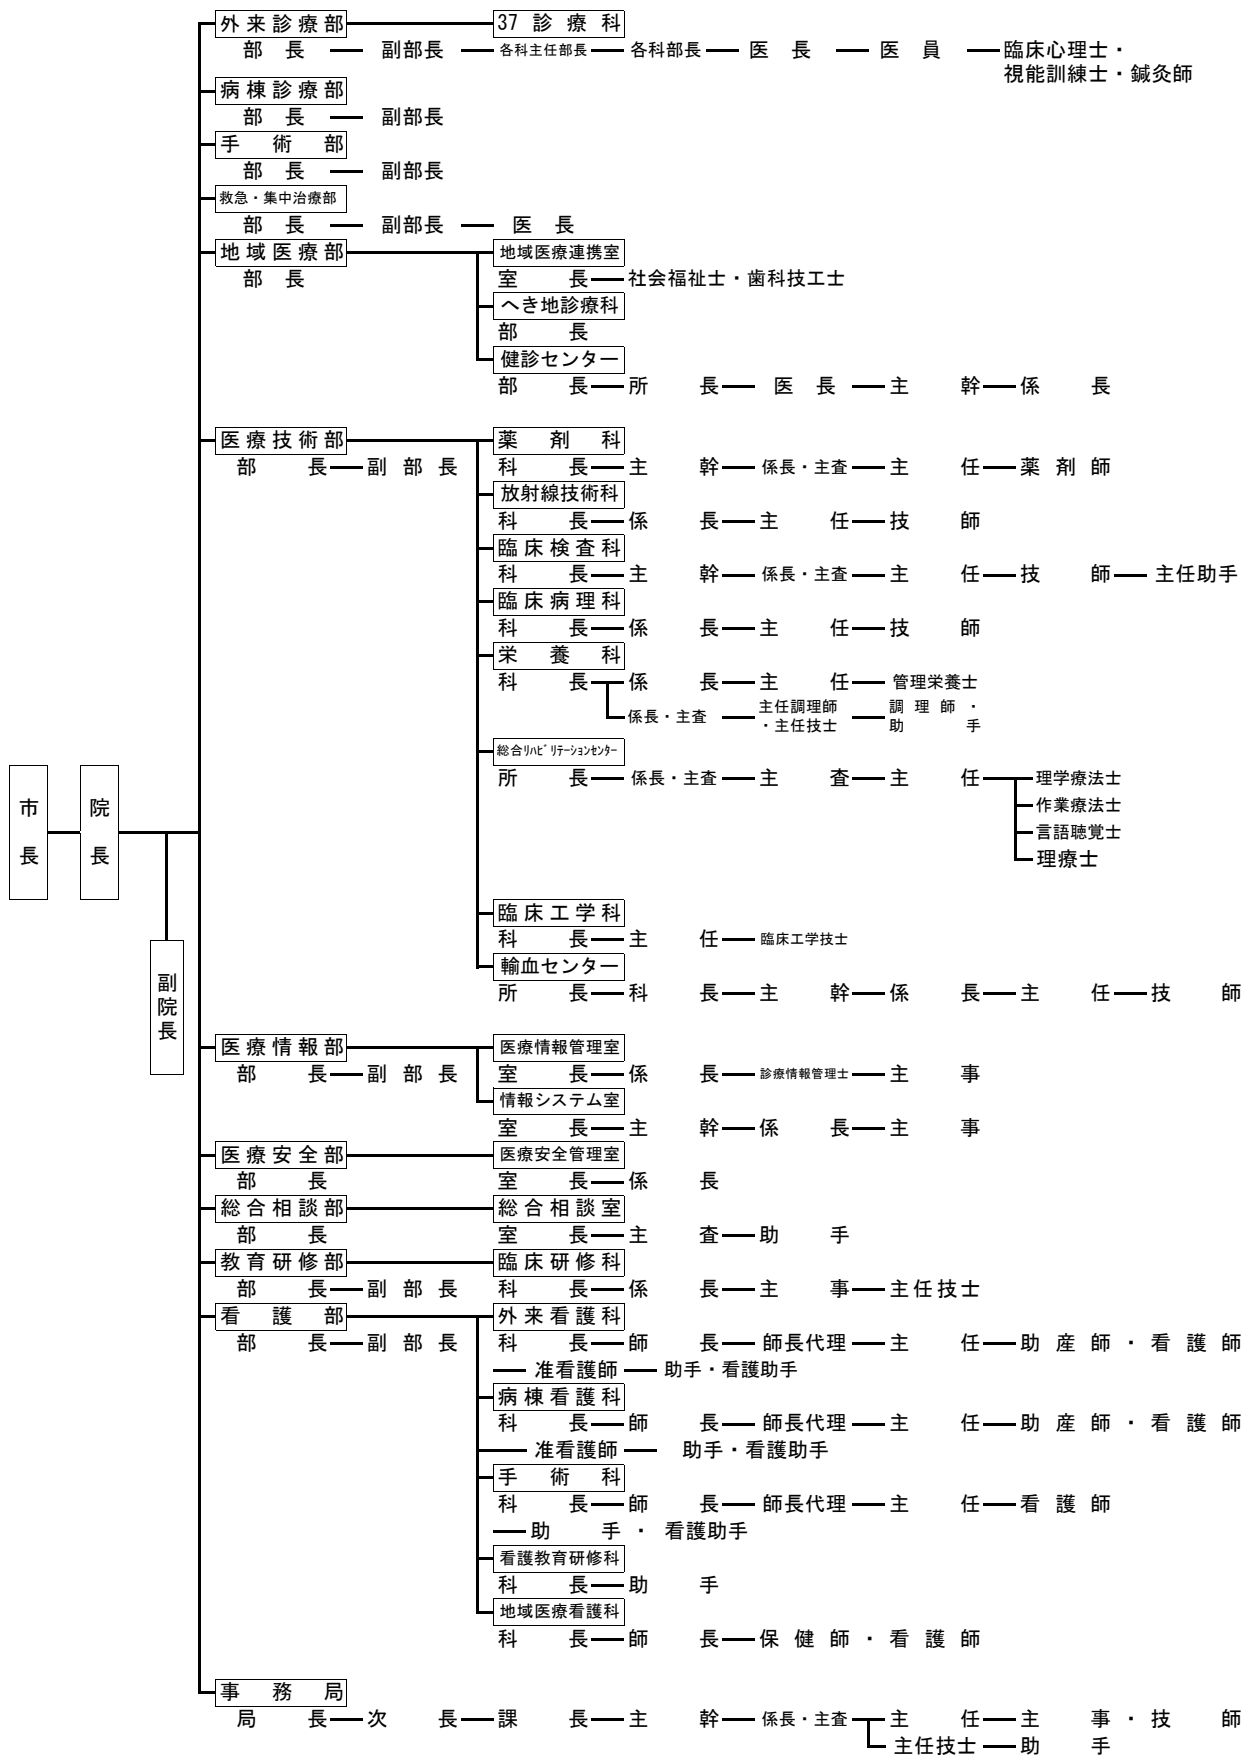 外来診療部 37診療科
部長 副部長 各科主任部長 各科部長 医長 医員 臨床心理士・
視能訓練士・鍼灸師
病棟診療部
部長 副部長
手術部
部長 副部長
救急・集中治療部
部長 副部長 医長
地域医療部 地域医療連携室
部長 室長 社会福祉士・歯科技工士
へき地診療科
部長
健診センター
部長 所長 医長 主幹 係長
医療技術部 薬剤科
部長 副部長 科長 主幹 係長・主査 主任 薬剤師
放射線技術科
科長 係長 主任 技師
臨床検査科
科長 主幹 係長・主査 主任 技師 主任助手
臨床病理科
科長 係長 主任 技師
栄養科
科長 係長 主任 管理栄養士
係長・主査 主任調理師 調理師・
・主任技士 助手
総合リハビリテーションセンター
所長 係長・主査 主査 主任 理学療法士
作業療法士
言語聴覚士
理療士
市長
院長
副院長
臨床工学科
科長 主任 臨床工学技士
輸血センター
所長 科長 主幹 係長 主任 技師
医療情報部 医療情報管理室
部長 副部長 室長 係長 診療情報管理士 主事
情報システム室
室長 主幹 係長 主事
医療安全部 医療安全管理室
部長 室長 係長
総合相談部 総合相談室
部長 室長 主査 助手
教育研修部 臨床研修科
部長 副部長 科長 係長 主事 主任技士
看護部 外来看護科
部長 副部長 科長 師長 師長代理 主任 助産師・看護師
准看護師 助手・看護助手
病棟看護科
科長 師長 師長代理 主任 助産師・看護師
准看護師 助手・看護助手
手術科
科長 師長 師長代理 主任 看護師
助手・看護助手
看護教育研修科
科長 助手
地域医療看護科
科長 師長 保健師・看護師
事務局
局長 次長 課長 主幹 係長・主査 主任 主事・技師
主任技士 助手